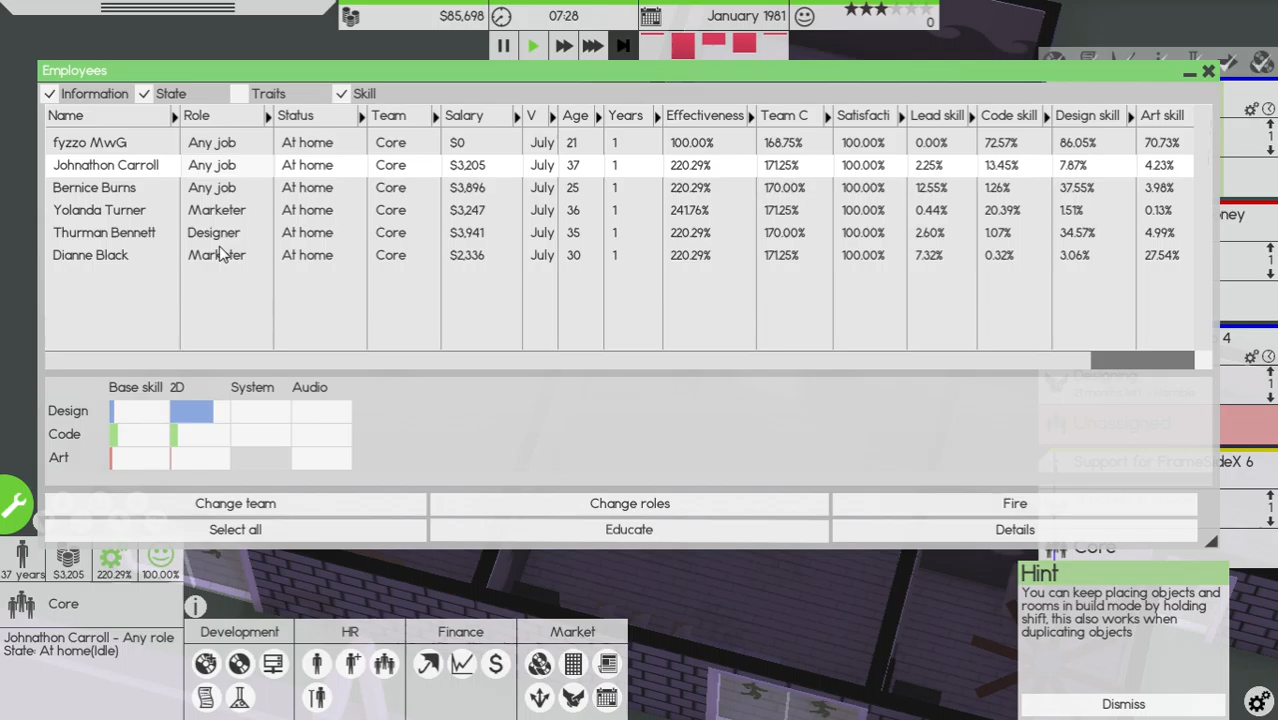 $85,698
07:28
January 1981
0
Employees
Information State Traits Skill
Name Role Status Team Salary V Age Years Effectiveness Team C Satisfacti Lead skill Code skill Design skill Art skill
fyzzo MwG Any job At home Core $0 July 21 1 100.00% 168.75% 100.00% 0.00% 72.57% 86.05% 70.73%
Johnathon Carroll Any job At home Core $3,205 July 37 1 220.29% 171.25% 100.00% 2.25% 13.45% 7.87% 4.23%
Bernice Burns Any job At home Core $3,896 July 25 1 220.29% 170.00% 100.00% 12.55% 1.26% 37.55% 3.98%
Yolanda Turner Marketer At home Core $3,247 July 36 1 241.76% 171.25% 100.00% 0.44% 20.39% 1.51% 0.13%
Thurman Bennett Designer At home Core $3,941 July 35 1 220.29% 170.00% 100.00% 2.60% 1.07% 34.57% 4.99%
Dianne Black Marketer At home Core $2,336 July 30 1 220.29% 171.25% 100.00% 7.32% 0.32% 3.06% 27.54%
1
oney
1
4
1
Designing
Unassigned
Support for FrameSideX 6
1
Core
Base skill 2D System Audio
Design
Code
Art
Change team Change roles Fire
Select all Educate Details
37 years $3,205 220.29% 100.00%
Core
Johnathon Carroll - Any role
State: At home(Idle)
Development HR Finance Market
Hint
You can keep placing objects and
rooms in build mode by holding
shift, this also works when
duplicating objects
Dismiss